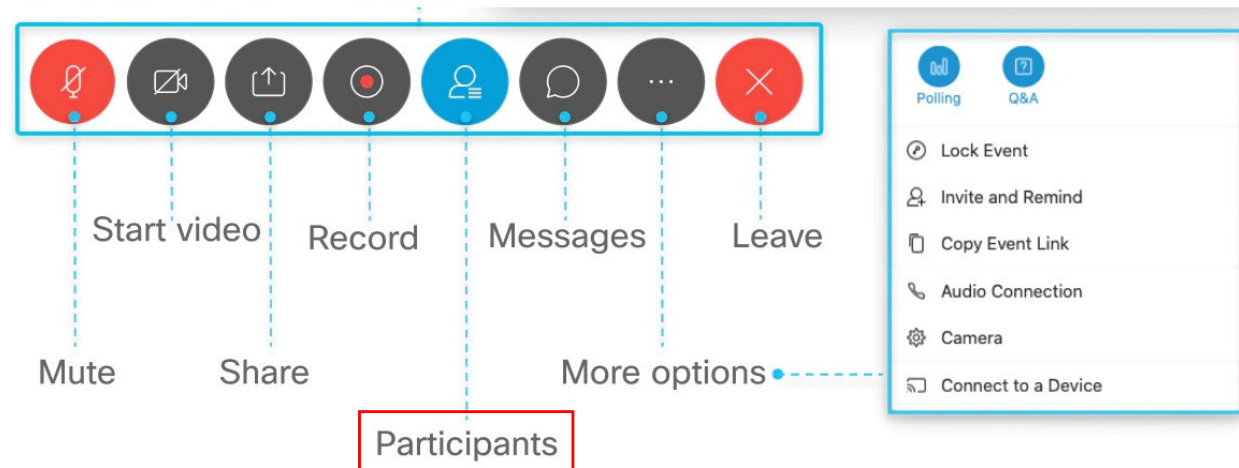 Polling Q&A
Lock Event
Invite and Remind
Copy Event Link
Audio Connection
Camera
Connect to a Device
Start video Record Messages Leave
Mute Share More options
Participants